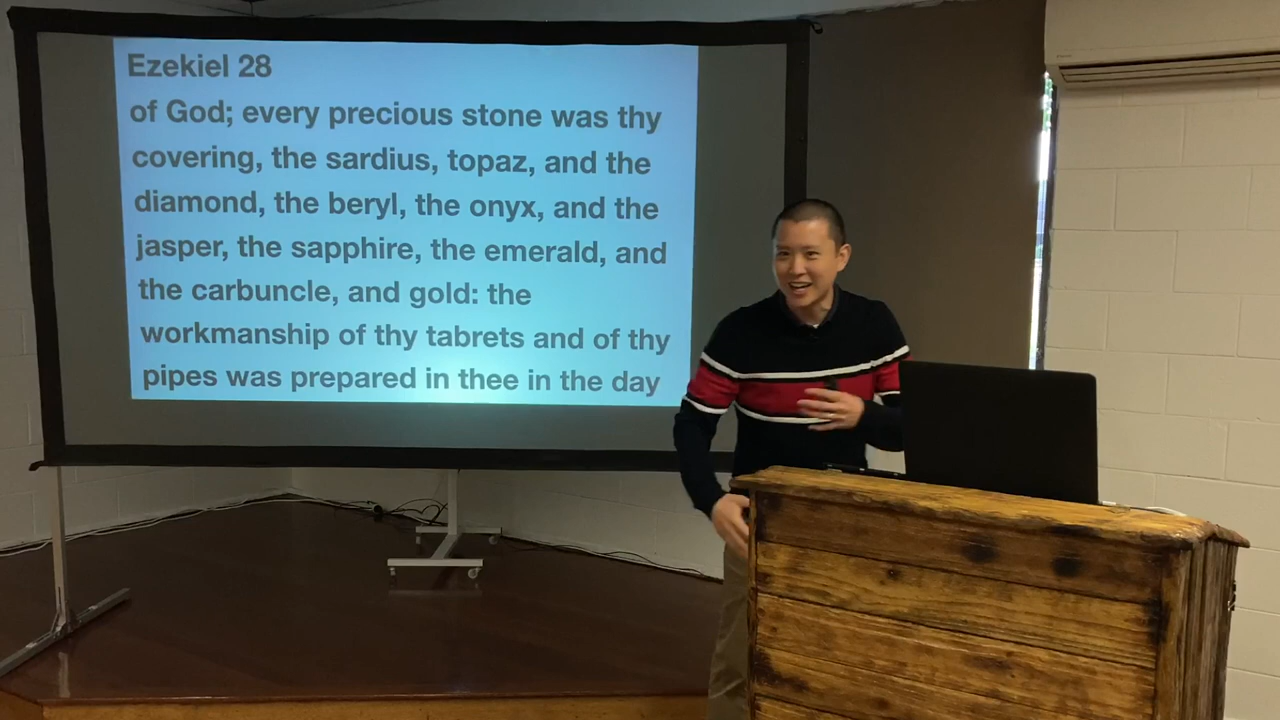 Ezekiel 28
of God; every precious stone was thy
covering, the sardius, topaz, and the
diamond, the beryl, the onyx, and the
jasper, the sapphire, the emerald, and
the carbuncle, and gold: the
workmanship of thy tabrets and of thy
pipes was prepared in thee in the day